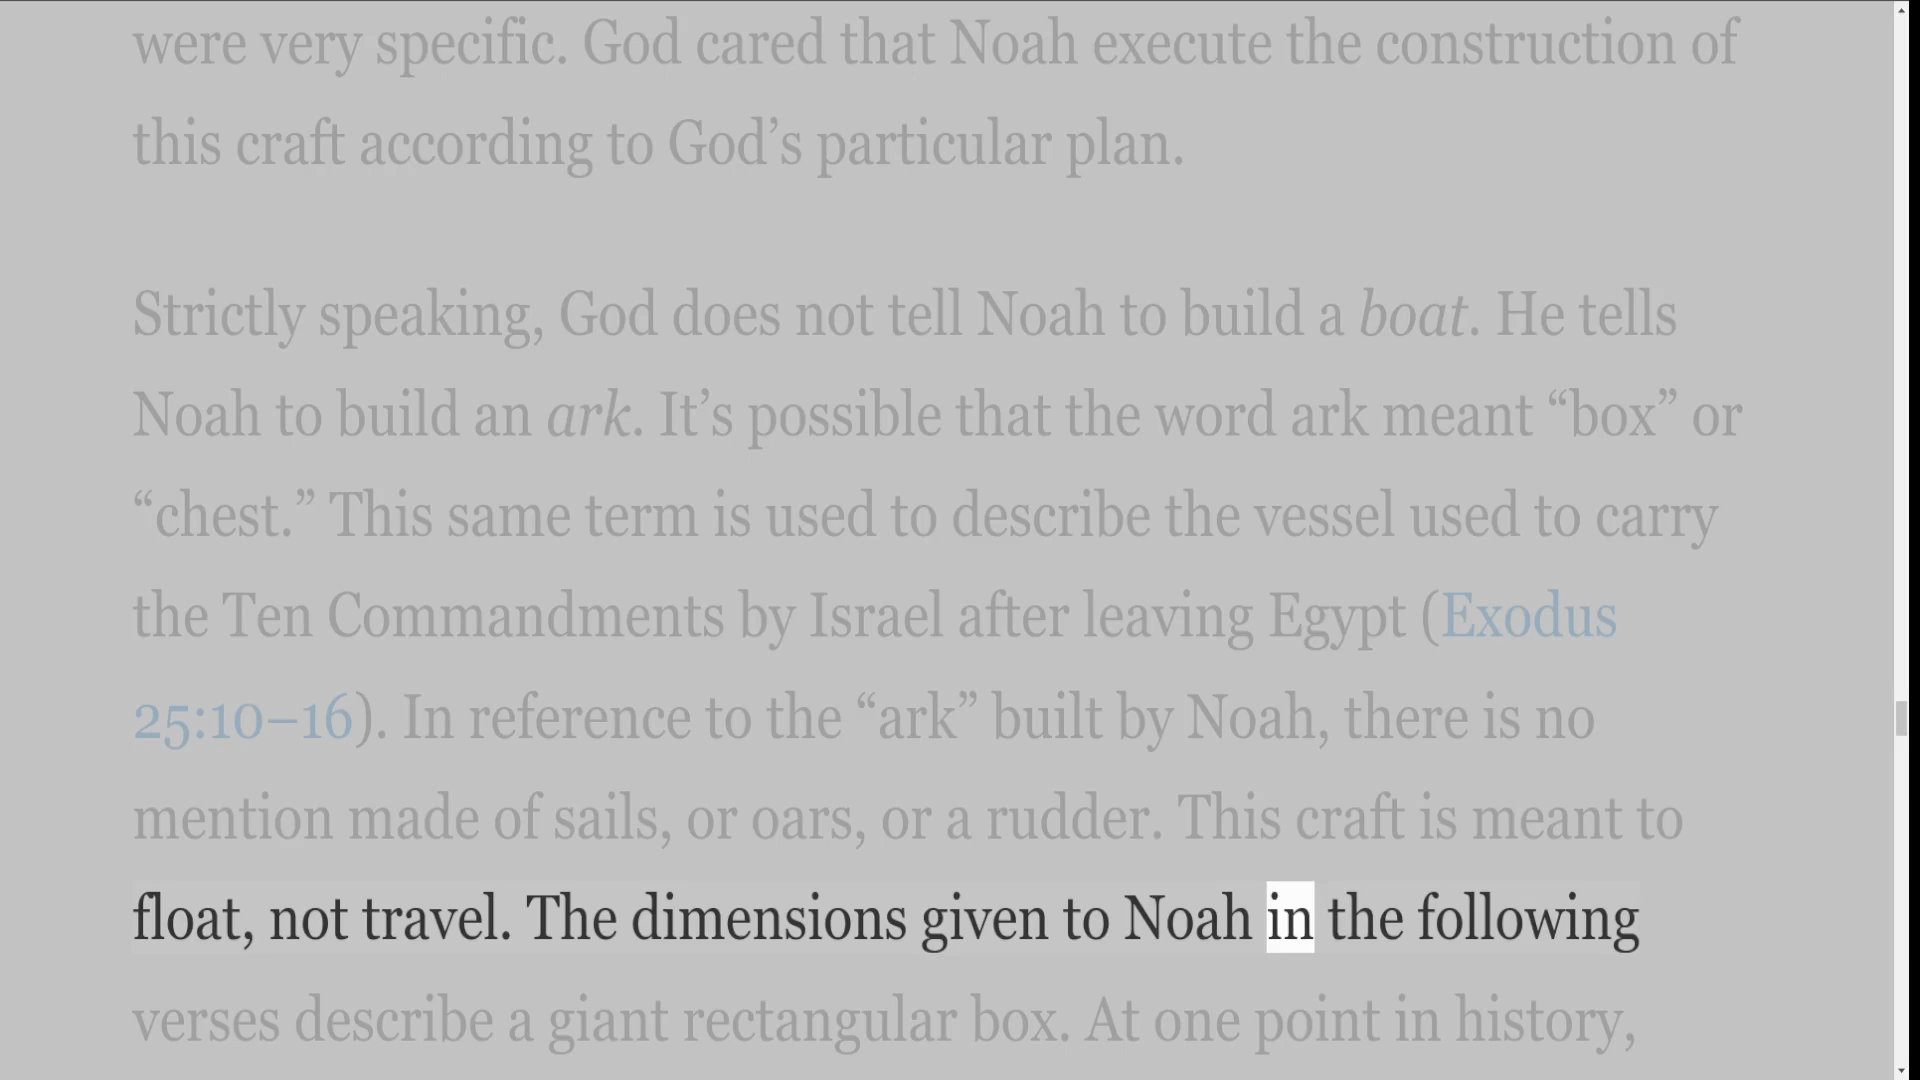 were very specific. God cared that Noah execute the construction of
this craft according to God’s particular plan.
Strictly speaking, God does not tell Noah to build a boat. He tells
Noah to build an ark. It’s possible that the word ark meant “box” or
“chest.” This same term is used to describe the vessel used to carry
the Ten Commandments by Israel after leaving Egypt (Exodus
25:10–16). In reference to the “ark” built by Noah, there is no
mention made of sails, or oars, or a rudder. This craft is meant to
float, not travel. The dimensions given to Noah in the following
verses describe a giant rectangular box. At one point in history,